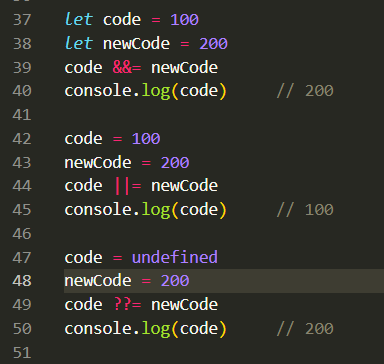 37 let code = 100
38 let newCode = 200
39 code &&= newCode
40 console.log(code) // 200
41
42 code = 100
43 newCode = 200
44 code ||= newCode
45 console.log(code) // 100
46
47 code = undefined
48 newCode = 200
49 code ??= newCode
50 console.log(code) // 200
51